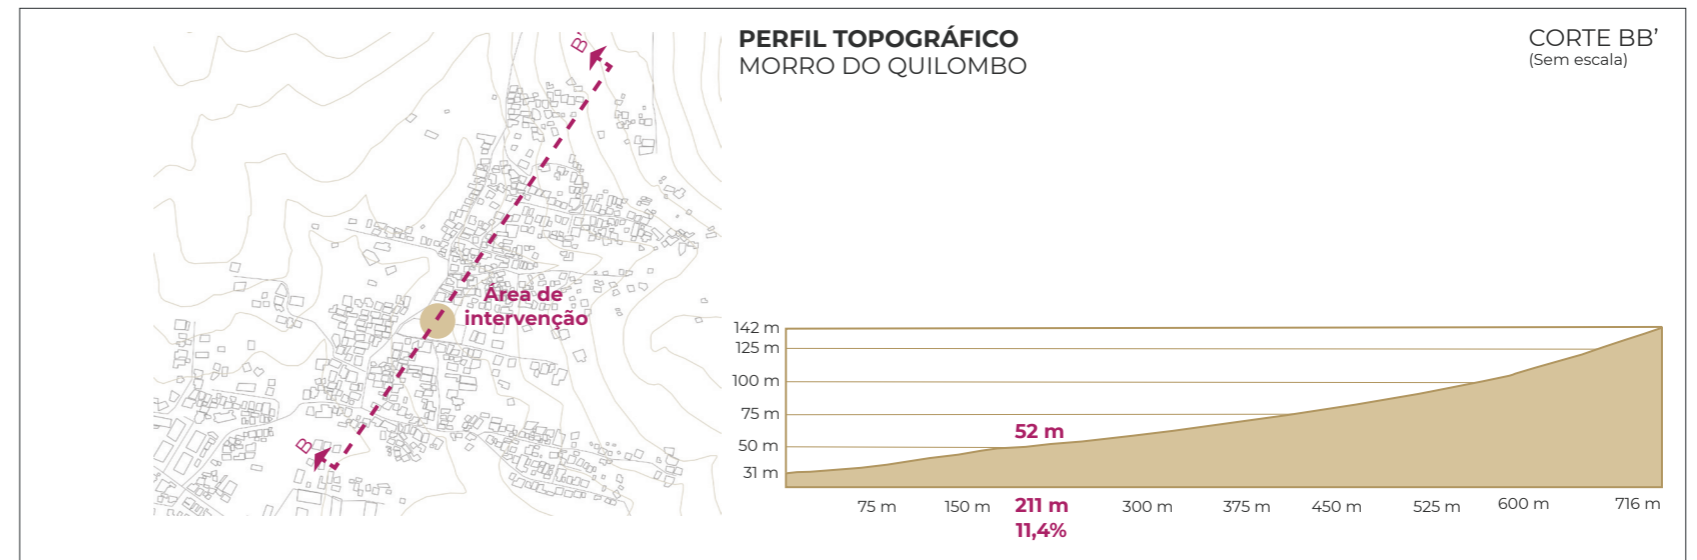 B'
Área de
intervenção
B
PERFIL TOPOGRÁFICO
MORRO DO QUILOMBO
CORTE BB’
(Sem escala)
142 m
125 m
100 m
75 m
50 m
31 m
52 m
75 m 150 m 211 m 300 m 375 m 450 m 525 m 600 m 716 m
11,4%